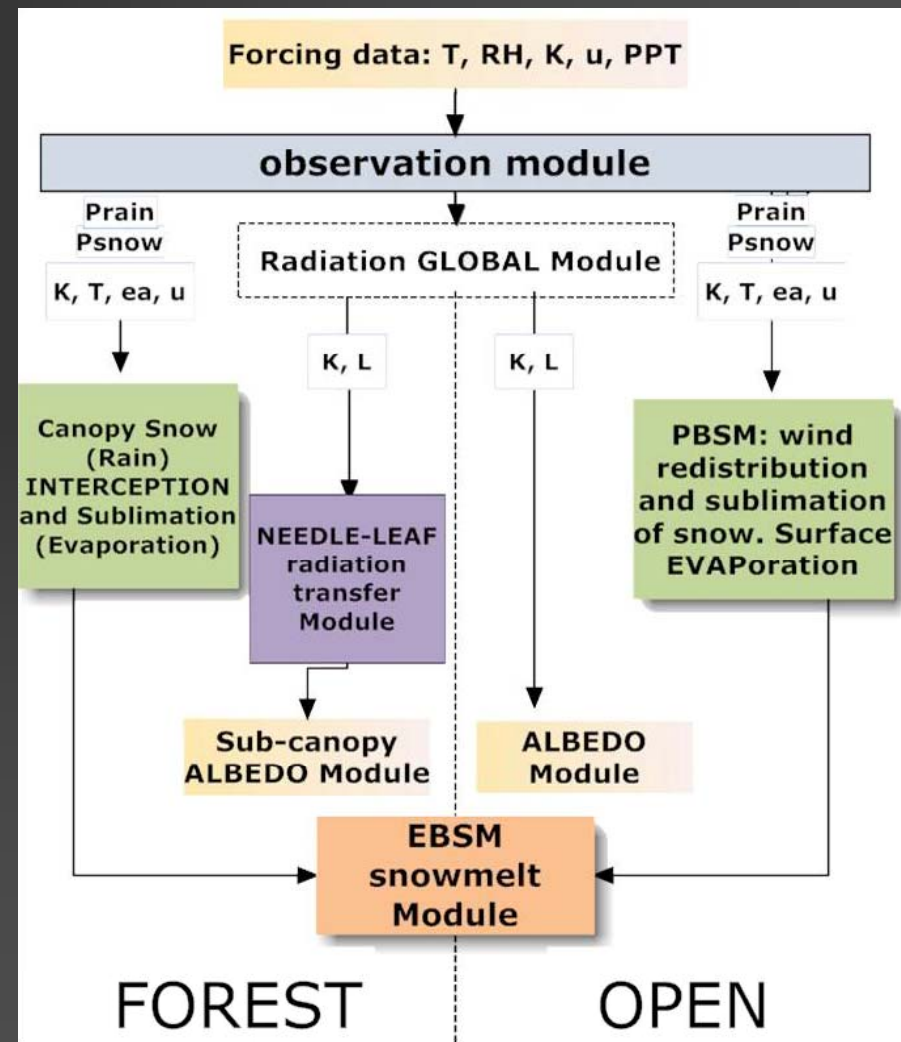 Forcing data: T, RH, K, u, PPT
observation module
Prain
Psnow
K, T, ea, u
Radiation GLOBAL Module
Prain
Psnow
K, T, ea, u
K, L
K, L
Canopy Snow
(Rain)
INTERCEPTION
and Sublimation
(Evaporation)
NEEDLE-LEAF
radiation
transfer
Module
PBSM: wind
redistribution
and sublimation
of snow. Surface
EVAPoration
Sub-canopy
ALBEDO Module
ALBEDO
Module
EBSM
snowmelt
Module
FOREST
OPEN